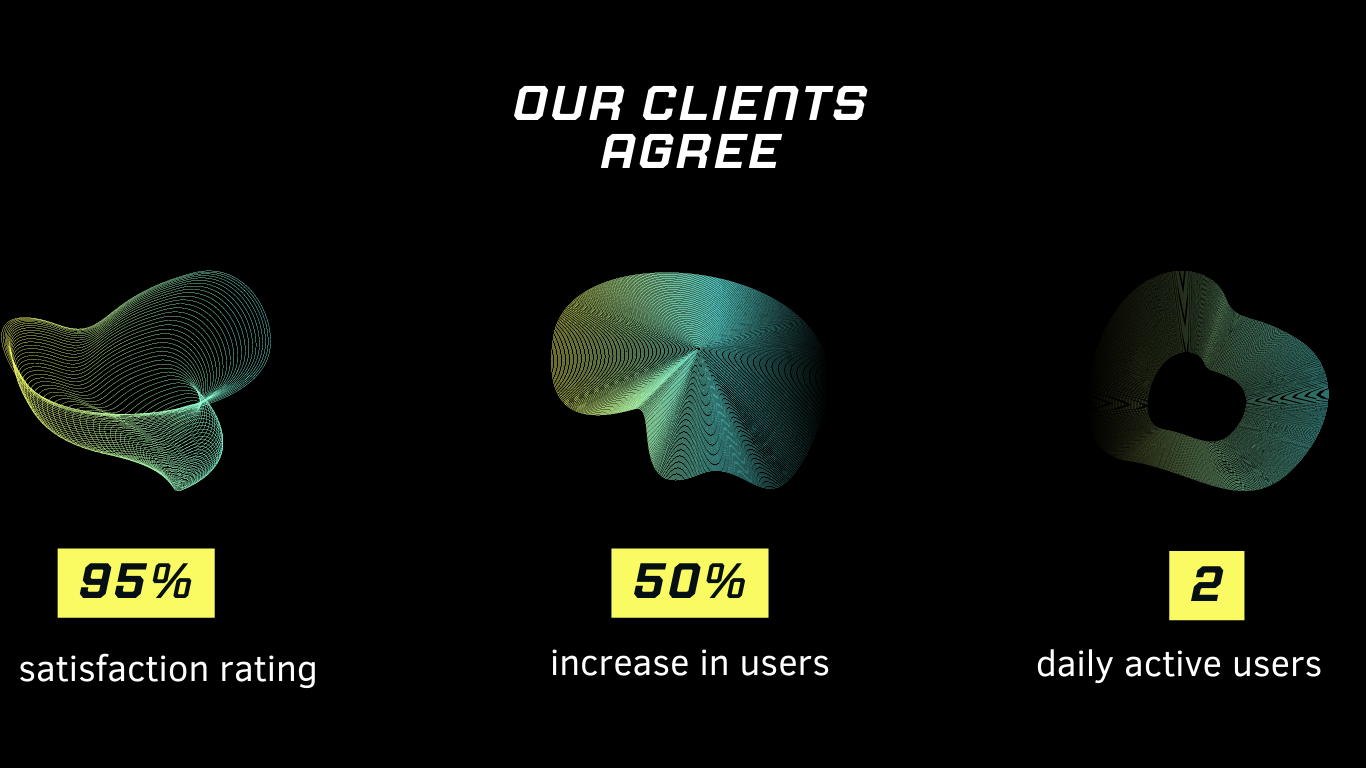 OUR CLIENTS
AGREE
95%
50%
2
satisfaction rating
increase in users
daily active users